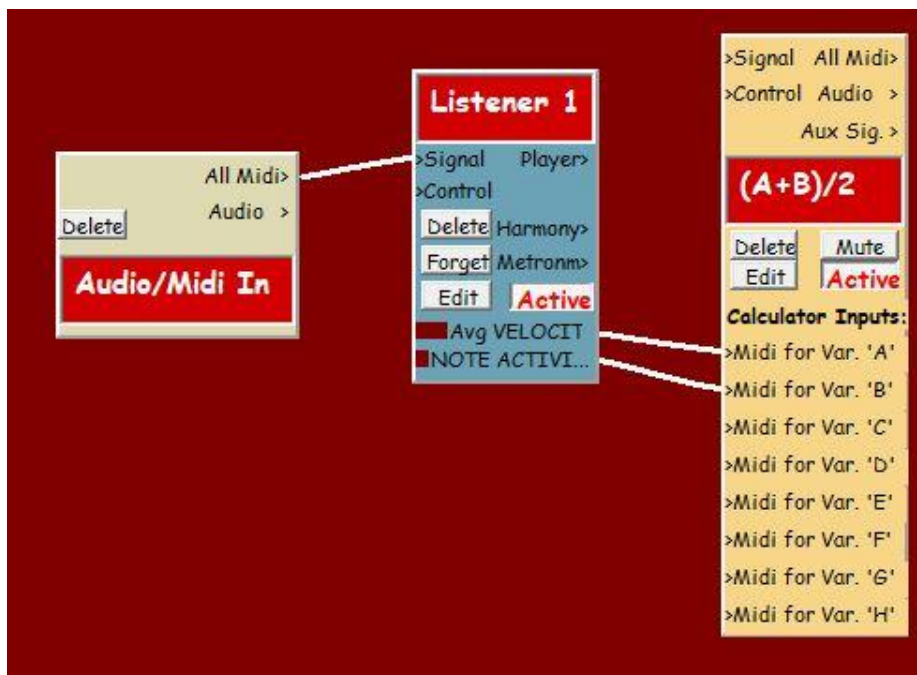 All Midi>
Audio >
Delete
Audio/Midi In
Listener 1
>Signal Player>
>Control
Delete Harmony>
Forget Metronm>
Edit Active
Avg VELOCIT
NOTE ACTIVI...
>Signal All Midi>
>Control Audio >
Aux Sig. >
(A+B)/2
Delete Mute
Edit Active
Calculator Inputs:
>Midi for Var. 'A'
>Midi for Var. 'B'
>Midi for Var. 'C'
>Midi for Var. 'D'
>Midi for Var. 'E'
>Midi for Var. 'F'
>Midi for Var. 'G'
>Midi for Var. 'H'